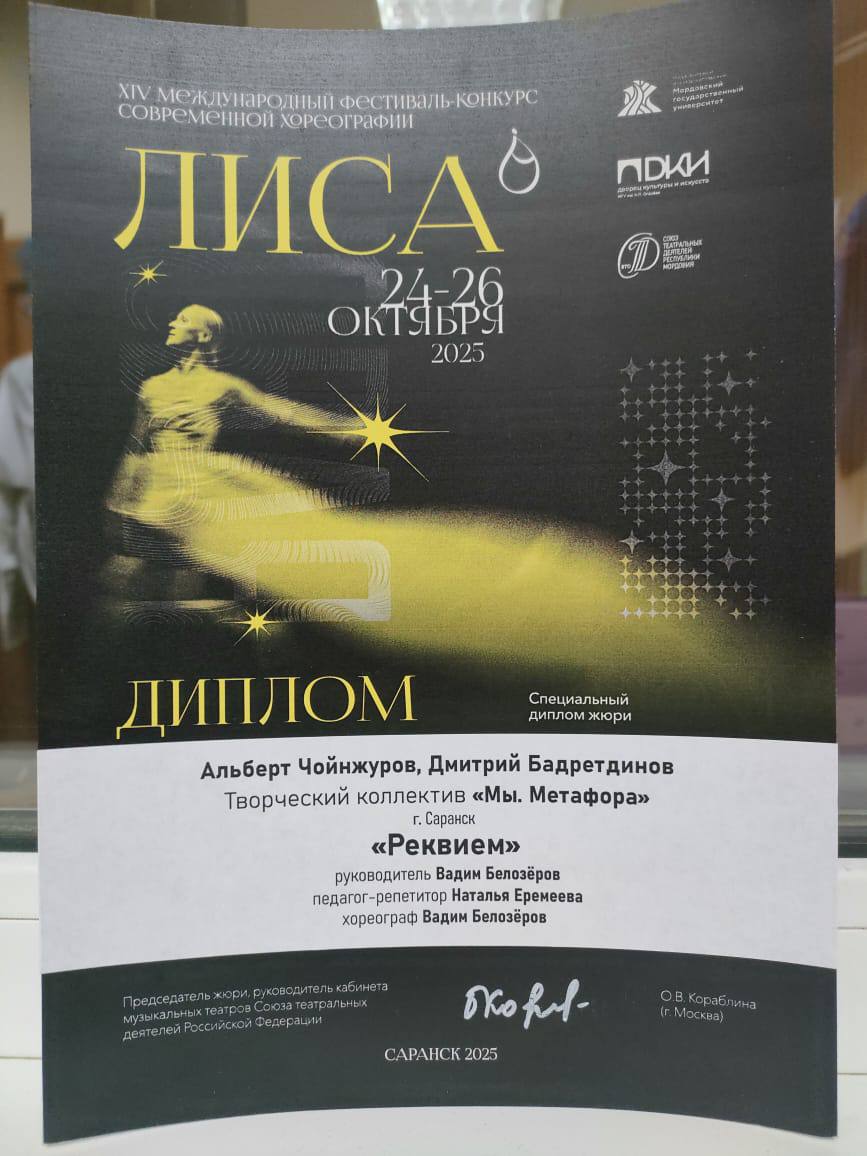 XIV МЕЖДУНАРОДНЫЙ ФЕСТИВАЛЬ-КОНКУРС
СОВРЕМЕННОЙ ХОРЕОГРАФИИ
ЛИСА
24-26
ОКТЯБРЯ
2025
Мордовский
государственный
университет
ДКИ
дворец культуры и искусств
ВТО
СОЮЗ
ТЕАТРАЛЬНЫХ
ДЕЯТЕЛЕЙ
РЕСПУБЛИКИ
МОРДОВИЯ
ДИПЛОМ
Специальный
диплом жюри
Альберт Чойнжуров, Дмитрий Бадретдинов
Творческий коллектив «Мы. Метафора»
г. Саранск
«Реквием»
руководитель Вадим Белозёров
педагог-репетитор Наталья Еремеева
хореограф Вадим Белозёров
Председатель жюри, руководитель кабинета
музыкальных театров Союза театральных
деятелей Российской Федерации
О.В. Кораблина
(г. Москва)
САРАНСК 2025